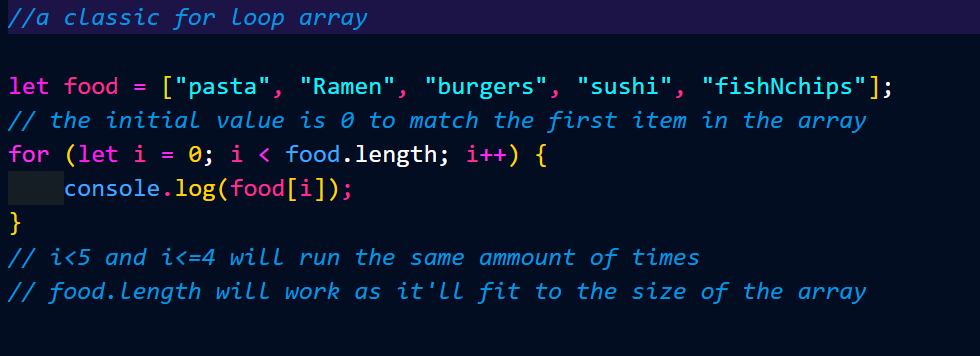 //a classic for loop array
let food = ["pasta", "Ramen", "burgers", "sushi", "fishNchips"];
// the initial value is 0 to match the first item in the array
for (let i = 0; i < food.length; i++) {
    console.log(food[i]);
}
// i<5 and i<=4 will run the same ammount of times
// food.length will work as it'll fit to the size of the array